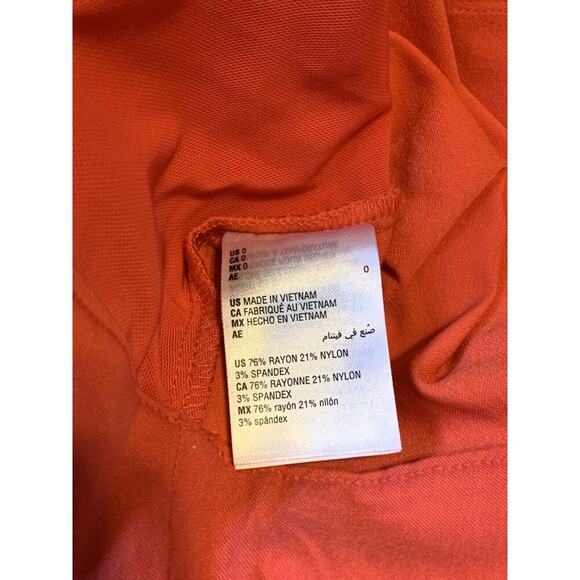 US 0
CA 0
MX 0
AE 0
US MADE IN VIETNAM
CA FABRIQUÉ AU VIETNAM
MX HECHO EN VIETNAM
AE صُنع في فيتنام
US 76% RAYON 21% NYLON
3% SPANDEX
CA 76% RAYONNE 21% NYLON
3% SPANDEX
MX 76% rayón 21% nilón
3% spándex